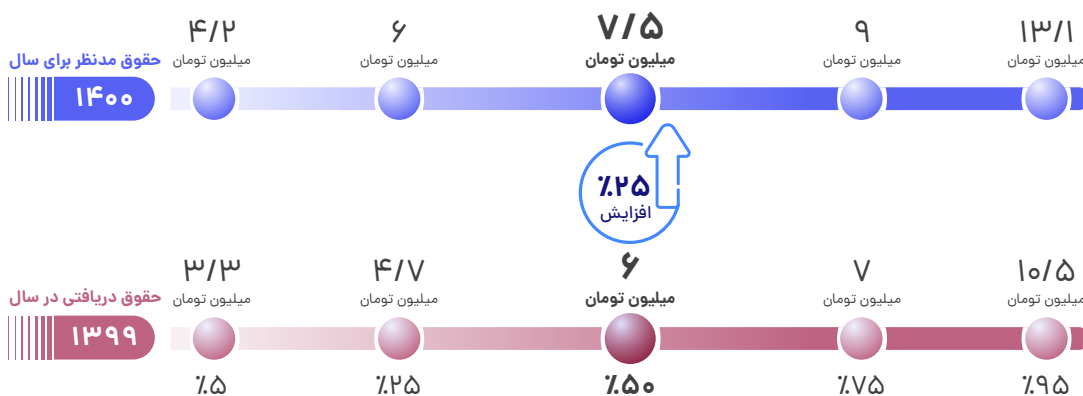 حقوق مدنظر برای سال
۱۴۰۰
۴/۲
میلیون تومان
۶
میلیون تومان
۷/۵
میلیون تومان
۹
میلیون تومان
۱۳/۱
میلیون تومان
٪۲۵
افزایش
حقوق دریافتی در سال
۱۳۹۹
۳/۳
میلیون تومان
۴/۷
میلیون تومان
۶
میلیون تومان
۷
میلیون تومان
۱۰/۵
میلیون تومان
٪۵
٪۲۵
٪۵۰
٪۷۵
٪۹۵